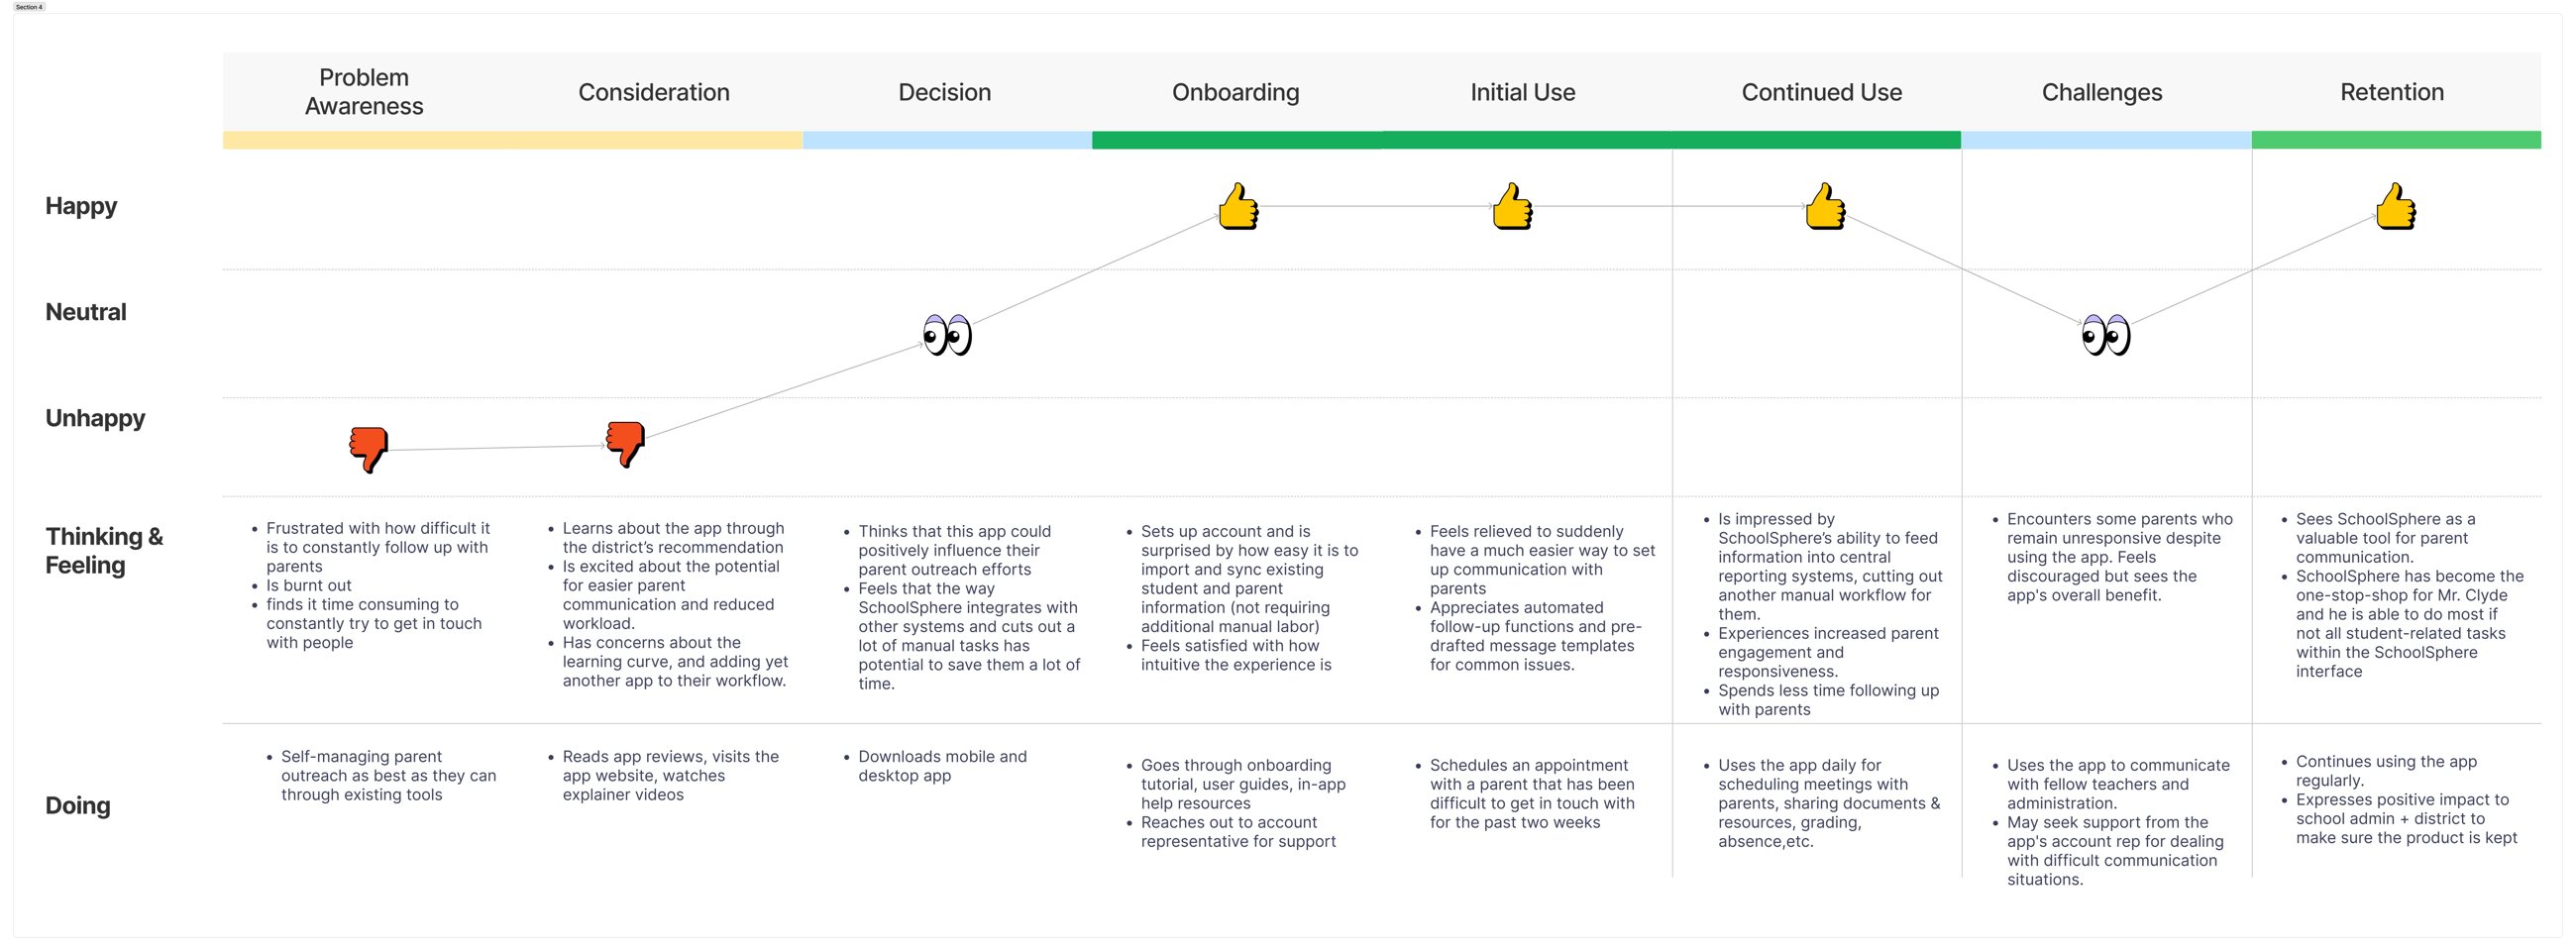 Section 4
Problem
Awareness
Consideration
Decision
Onboarding
Initial Use
Continued Use
Challenges
Retention
Happy
Neutral
Unhappy
Thinking &
Feeling
Frustrated with how difficult it
is to constantly follow up with
parents
Is burnt out
finds it time consuming to
constantly try to get in touch
with people
Learns about the app through
the district’s recommendation
Is excited about the potential
for easier parent
communication and reduced
workload.
Has concerns about the
learning curve, and adding yet
another app to their workflow.
Thinks that this app could
positively influence their
parent outreach efforts
Feels that the way
SchoolSphere integrates with
other systems and cuts out a
lot of manual tasks has
potential to save them a lot of
time.
Sets up account and is
surprised by how easy it is to
import and sync existing
student and parent
information (not requiring
additional manual labor)
Feels satisfied with how
intuitive the experience is
Feels relieved to suddenly
have a much easier way to set
up communication with
parents
Appreciates automated
follow-up functions and pre-
drafted message templates
for common issues.
Is impressed by
SchoolSphere’s ability to feed
information into central
reporting systems, cutting out
another manual workflow for
them.
Experiences increased parent
engagement and
responsiveness.
Spends less time following up
with parents
Encounters some parents who
remain unresponsive despite
using the app. Feels
discouraged but sees the
app's overall benefit.
Sees SchoolSphere as a
valuable tool for parent
communication.
SchoolSphere has become the
one-stop-shop for Mr. Clyde
and he is able to do most if
not all student-related tasks
within the SchoolSphere
interface
Doing
Self-managing parent
outreach as best as they can
through existing tools
Reads app reviews, visits the
app website, watches
explainer videos
Downloads mobile and
desktop app
Goes through onboarding
tutorial, user guides, in-app
help resources
Reaches out to account
representative for support
Schedules an appointment
with a parent that has been
difficult to get in touch with
for the past two weeks
Uses the app daily for
scheduling meetings with
parents, sharing documents &
resources, grading,
absence,etc.
Uses the app to communicate
with fellow teachers and
administration.
May seek support from the
app's account rep for dealing
with difficult communication
situations.
Continues using the app
regularly.
Expresses positive impact to
school admin + district to
make sure the product is kept